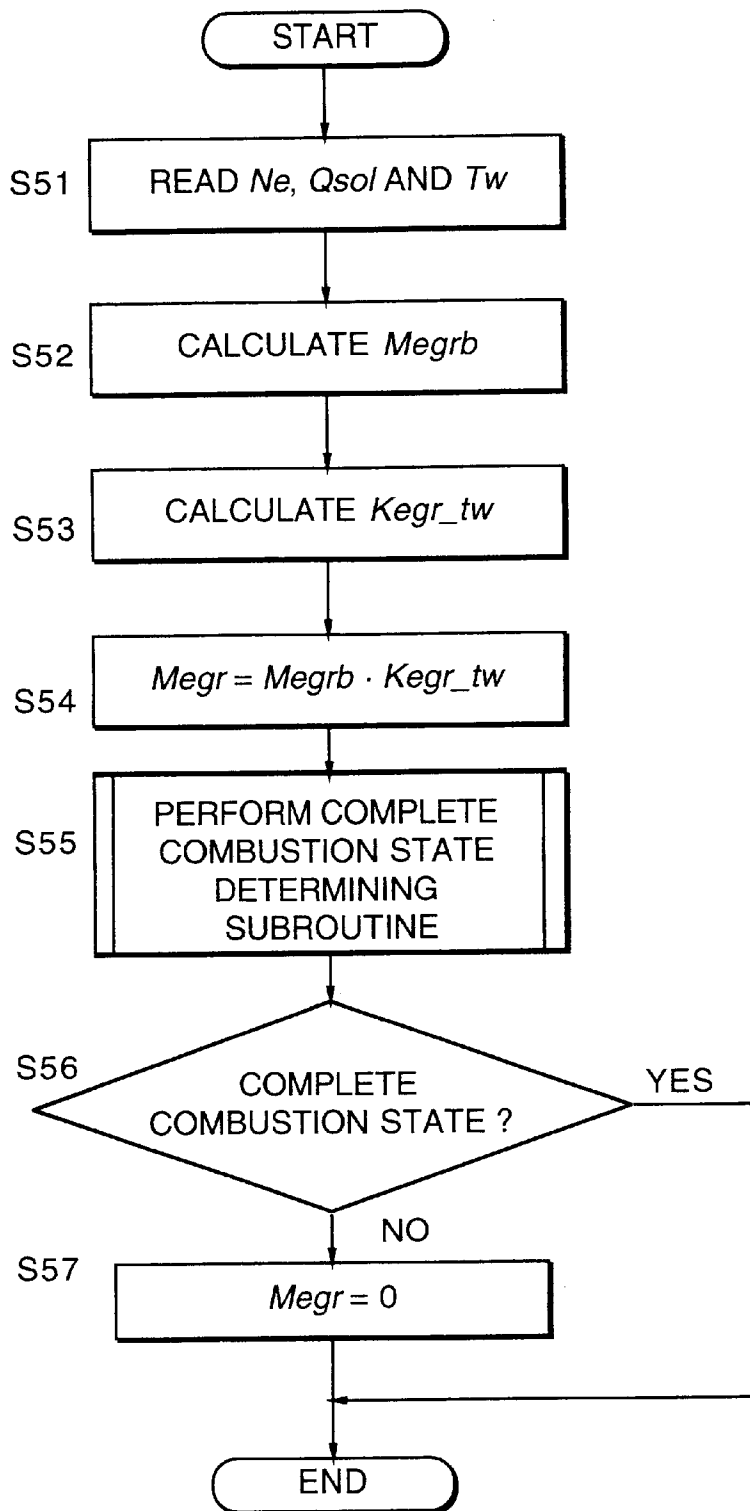 START
S51
READ Ne, Qsol AND Tw
S52
CALCULATE Megrb
S53
CALCULATE Kegr_tw
S54
Megr = Megrb · Kegr_tw
S55
PERFORM COMPLETE
COMBUSTION STATE
DETERMINING
SUBROUTINE
S56
COMPLETE
COMBUSTION STATE ?
YES
NO
S57
Megr = 0
END